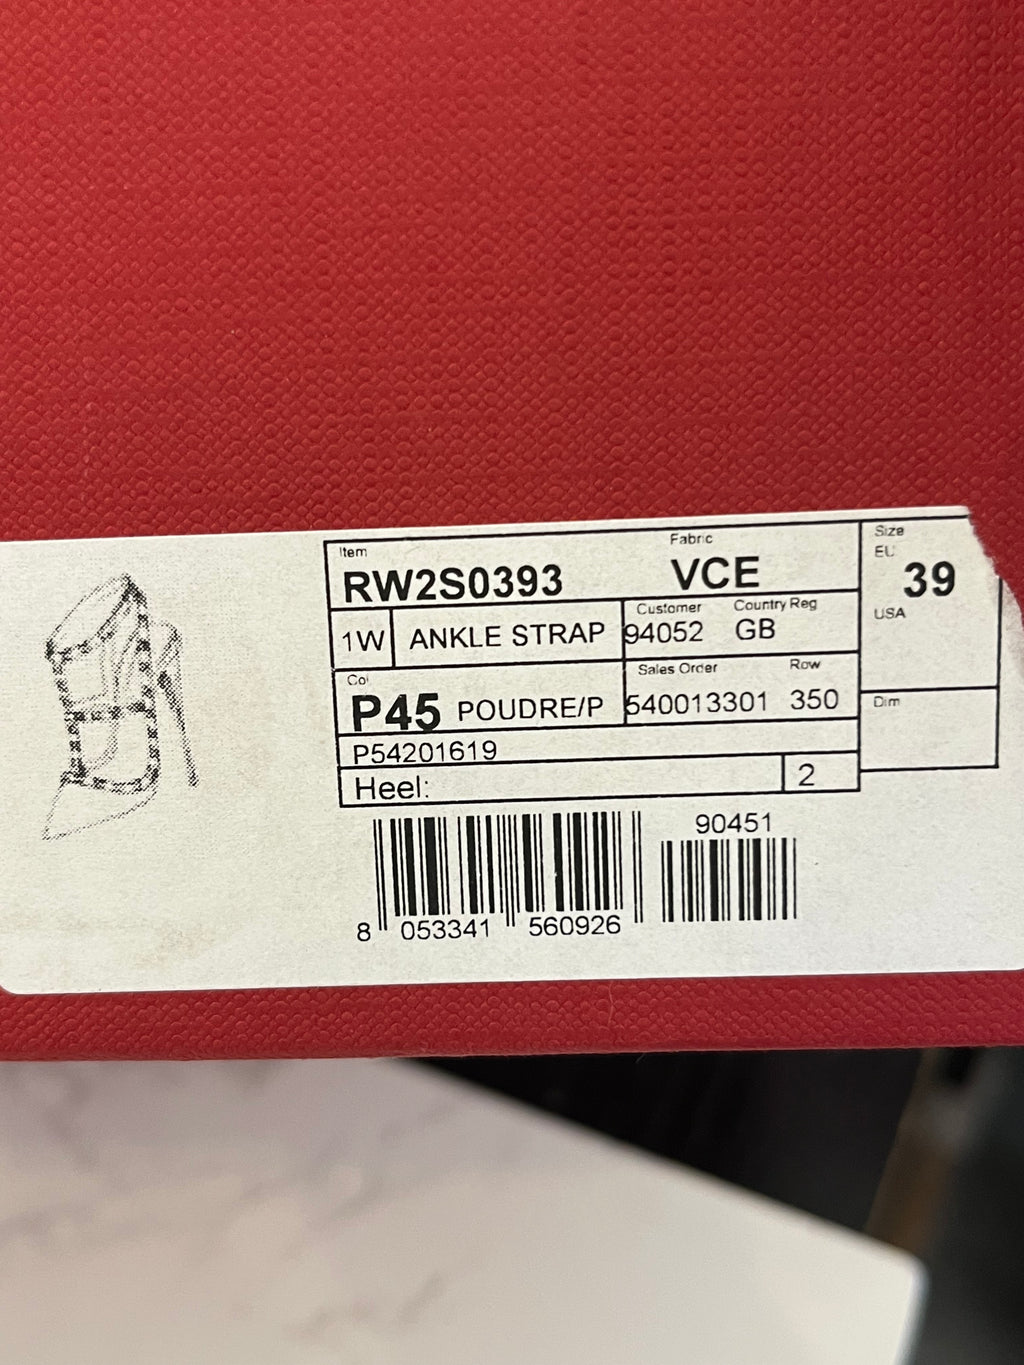 Item Fabric
RW2S0393 VCE
1W ANKLE STRAP
Customer Country Reg
94052 GB
Col
P45 POUDRE/P
Sales Order Row
540013301 350
P54201619
Heel: 2
Size
EU 39
USA
Dim
90451
8 053341 560926